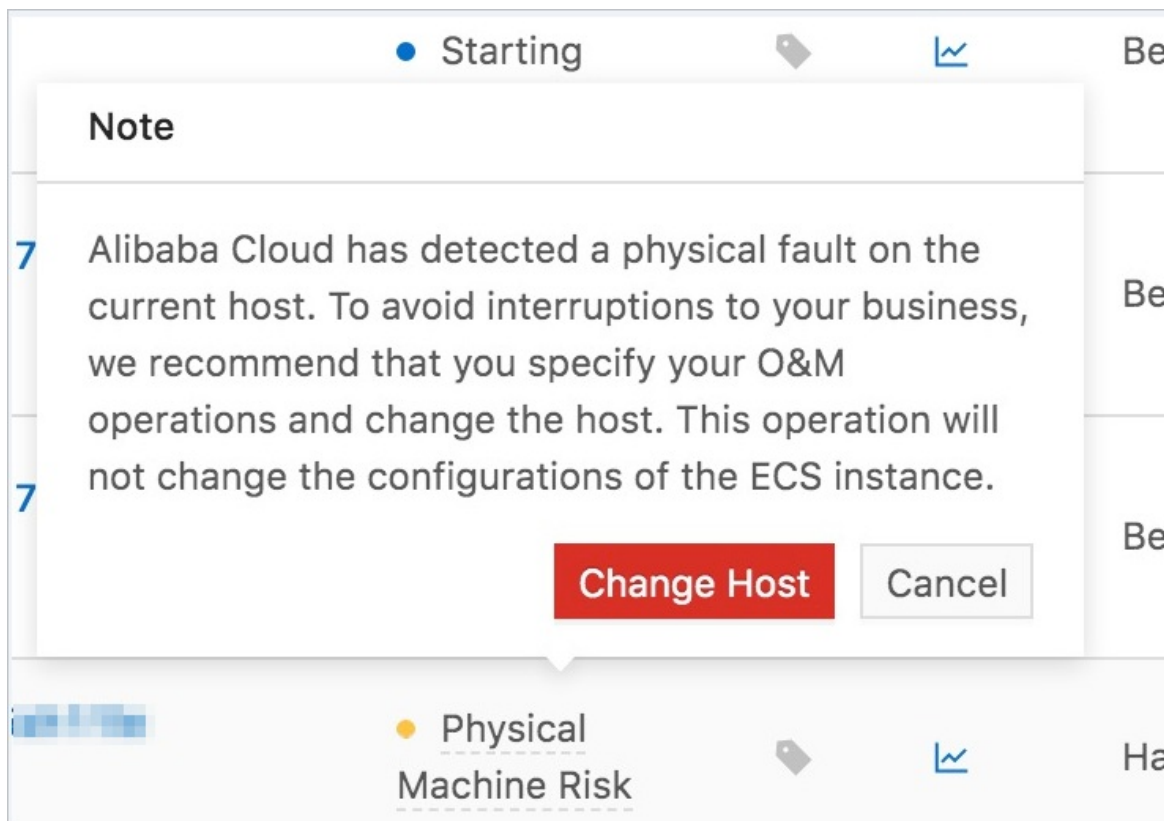 Starting
Be
Note
7
Alibaba Cloud has detected a physical fault on the
current host. To avoid interruptions to your business,
Be
we recommend that you specify your O&M
operations and change the host. This operation will
7
not change the configurations of the ECS instance.
Be
Change Host
Cancel
Physical
Machine Risk
Ha